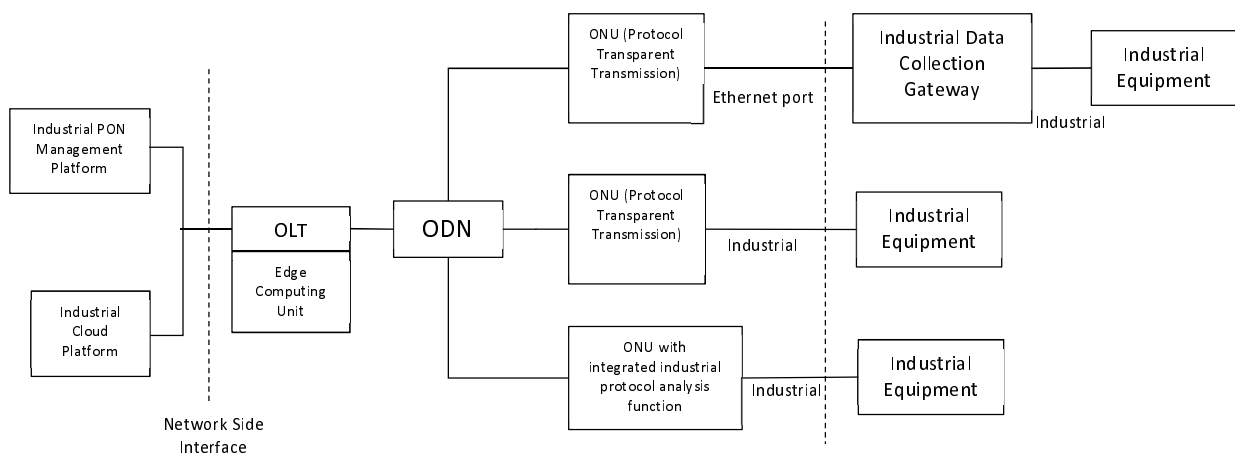 Industrial PON
Management
Platform
Industrial
Cloud
Platform
Network Side
Interface
OLT
Edge
Computing
Unit
ODN
ONU (Protocol
Transparent
Transmission)
Ethernet port
Industrial Data
Collection
Gateway
Industrial
Industrial
Equipment
ONU (Protocol
Transparent
Transmission)
Industrial
Industrial
Equipment
ONU with
integrated industrial
protocol analysis
function
Industrial
Industrial
Equipment